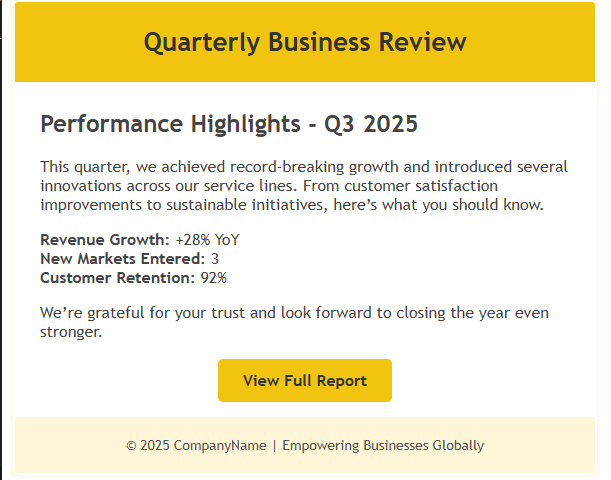 Quarterly Business Review
Performance Highlights - Q3 2025
This quarter, we achieved record-breaking growth and introduced several
innovations across our service lines. From customer satisfaction
improvements to sustainable initiatives, here’s what you should know.
Revenue Growth: +28% YoY
New Markets Entered: 3
Customer Retention: 92%
We’re grateful for your trust and look forward to closing the year even
stronger.
View Full Report
© 2025 CompanyName | Empowering Businesses Globally